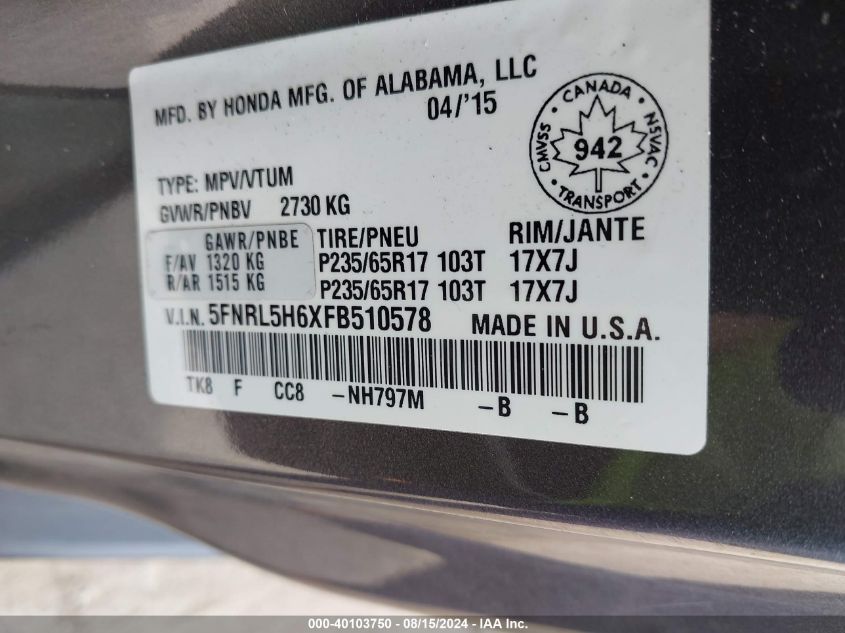 MFD. BY HONDA MFG. OF ALABAMA, LLC
04/'15
CANADA
CMVSS
942
NSVAC
TRANSPORT
TYPE: MPV/VTUM
GVWR/PNBV 2730 KG
GAWR/PNBE TIRE/PNEU RIM/JANTE
F/AV 1320 KG P235/65R17 103T 17X7J
R/AR 1515 KG P235/65R17 103T 17X7J
V.I.N. 5FNRL5H6XFB510578 MADE IN U.S.A.
TK8 F CC8 -NH797M -B -B
000-40103750 - 08/15/2024 - IAA Inc.